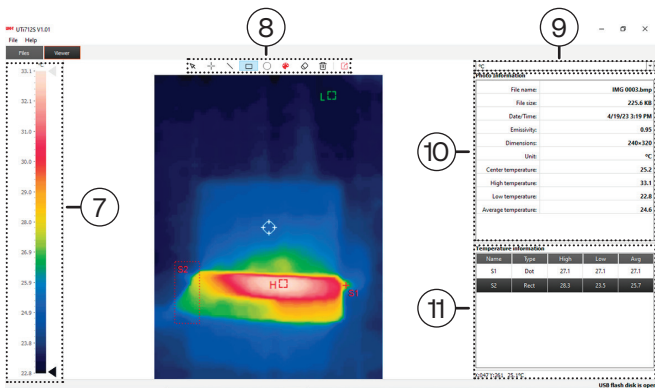 UTi712S V1.01
File Help
Files Viewer
8
9
℃
℃
33.1
32.1
31.0
30.0
29.0
28.0
26.9
25.9
24.9
23.8
22.8
7
L
S2
H
S1
10
Photo Information
File name: IMG 0003.bmp
File size: 225.6 KB
Date/Time: 4/19/23 3:19 PM
Emissivity: 0.95
Dimensions: 240×320
Unit: ℃
Center temperature: 25.2
High temperature: 33.1
Low temperature: 22.8
Average temperature: 24.6
11
Temperature information
Name Type High Low Avg
S1 Dot 27.1 27.1 27.1
S2 Rect 28.3 23.5 25.7
USB flash disk is open